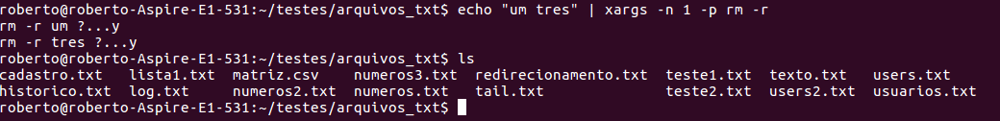 roberto@roberto-Aspire-E1-531:~/testes/arquivos_txt$ echo "um tres" | xargs -n 1 -p rm -r
rm -r um ?...y
rm -r tres ?...y
roberto@roberto-Aspire-E1-531:~/testes/arquivos_txt$ ls
cadastro.txt   lista1.txt  matriz.csv    numeros3.txt  redirecionamento.txt  teste1.txt  texto.txt   users.txt
historico.txt  log.txt     numeros2.txt  numeros.txt   tail.txt              teste2.txt  users2.txt  usuarios.txt
roberto@roberto-Aspire-E1-531:~/testes/arquivos_txt$